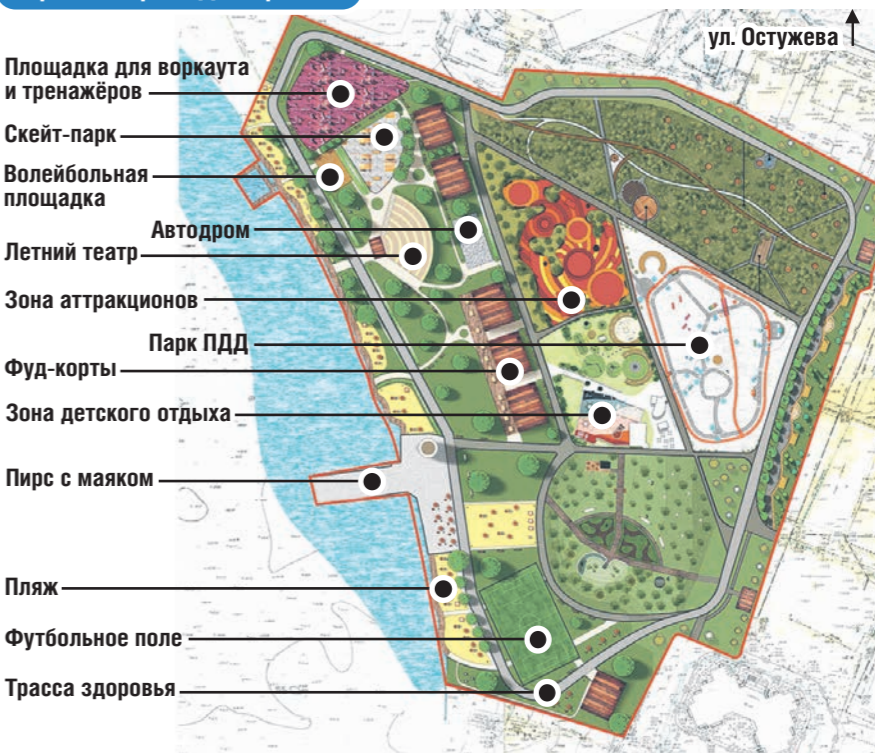 ул. Остужева
Площадка для воркаута
и тренажёров
Скейт-парк
Волейбольная
площадка
Автодром
Летний театр
Зона аттракционов
Парк ПДД
Фуд-корты
Зона детского отдыха
Пирс с маяком
Пляж
Футбольное поле
Трасса здоровья